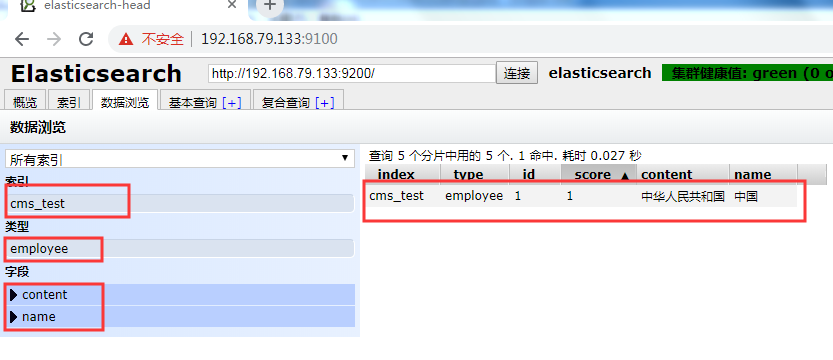 elasticsearch-head
不安全 | 192.168.79.133:9100
Elasticsearch http://192.168.79.133:9200/ 连接 elasticsearch 集群健康值: green (0 o
概览 索引 数据浏览 基本查询 [+] 复合查询 [+]
数据浏览
所有索引
索引
cms_test
类型
employee
字段
content
name
查询 5 个分片中用的 5 个. 1 命中. 耗时 0.027 秒
index type id score ▲ content name
cms_test employee 1 1 中华人民共和国 中国